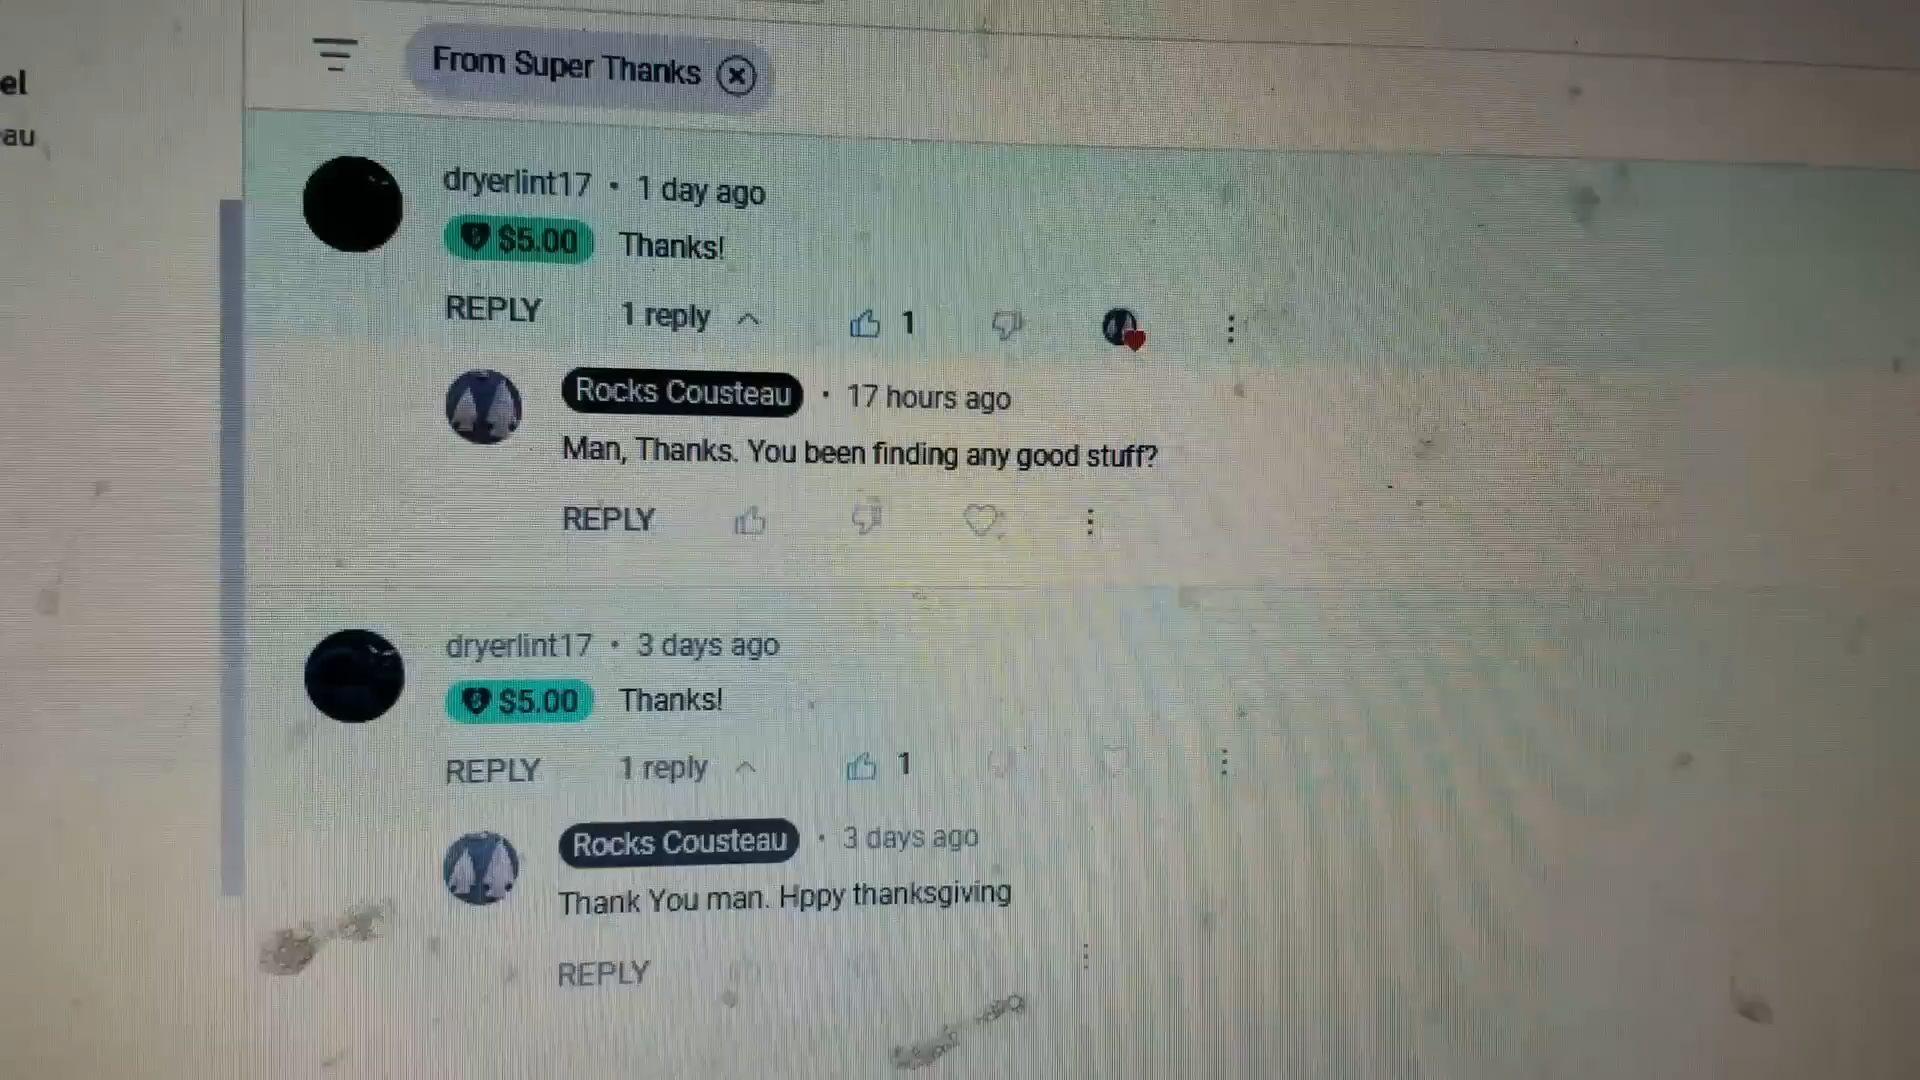 el
au
From Super Thanks
dryerlint17 • 1 day ago
$5.00 Thanks!
REPLY 1 reply 1
Rocks Cousteau • 17 hours ago
Man, Thanks. You been finding any good stuff?
REPLY
dryerlint17 • 3 days ago
$5.00 Thanks!
REPLY 1 reply 1
Rocks Cousteau • 3 days ago
Thank You man. Hppy thanksgiving
REPLY